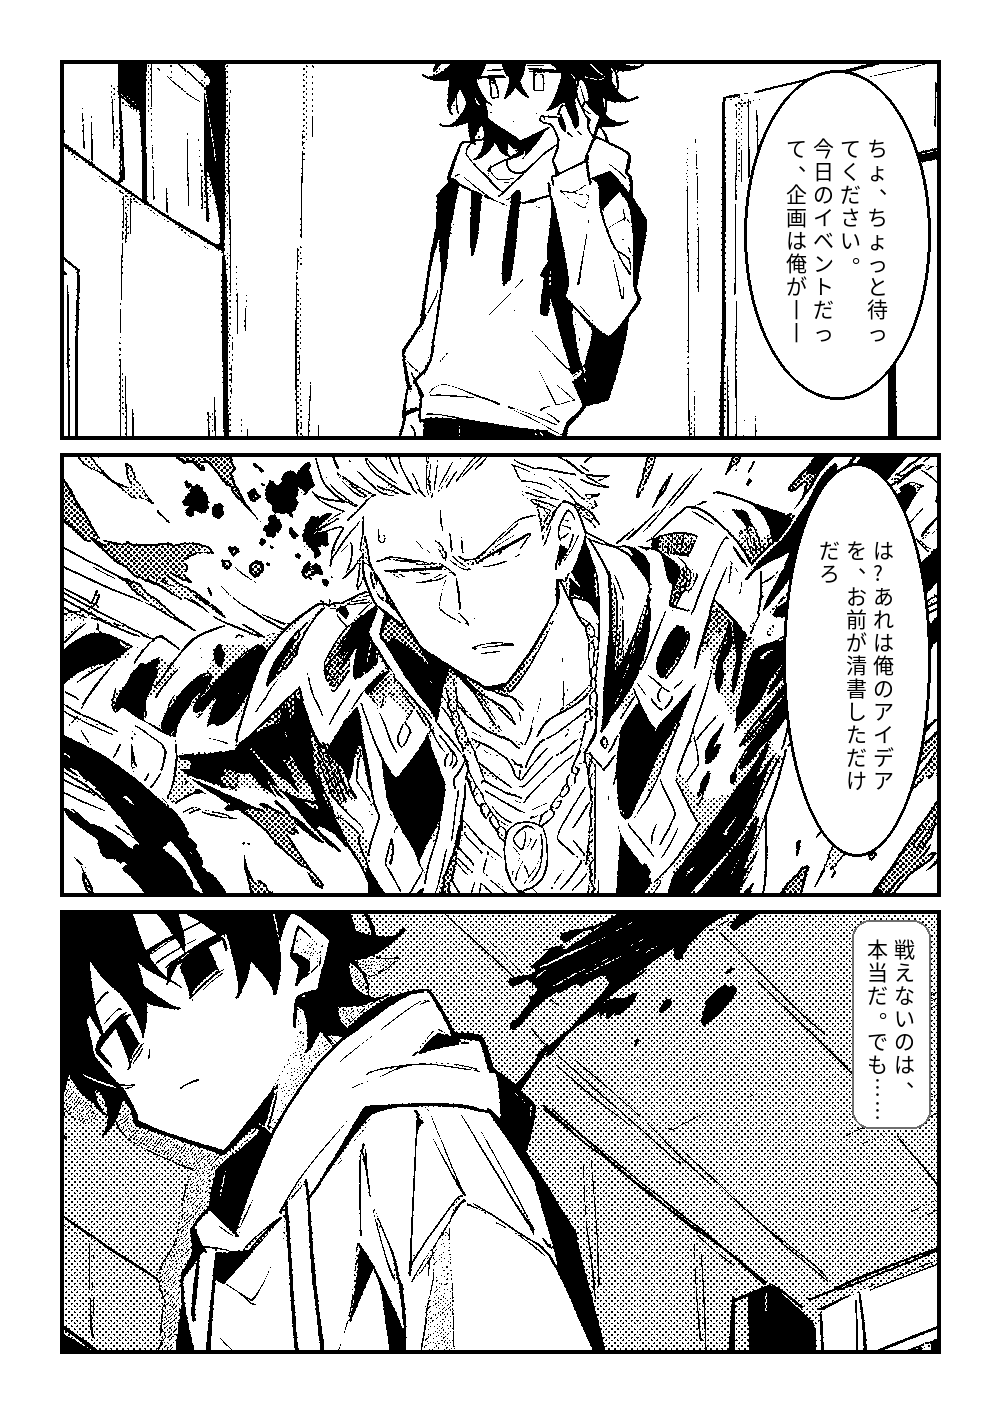 ちょ、ちょっと待っ
てください。
今日のイベントだっ
て、企画は俺が――
は?あれは俺のアイデア
を、お前が清書しただけ
だろ
戦えないのは、
本当だ。でも……